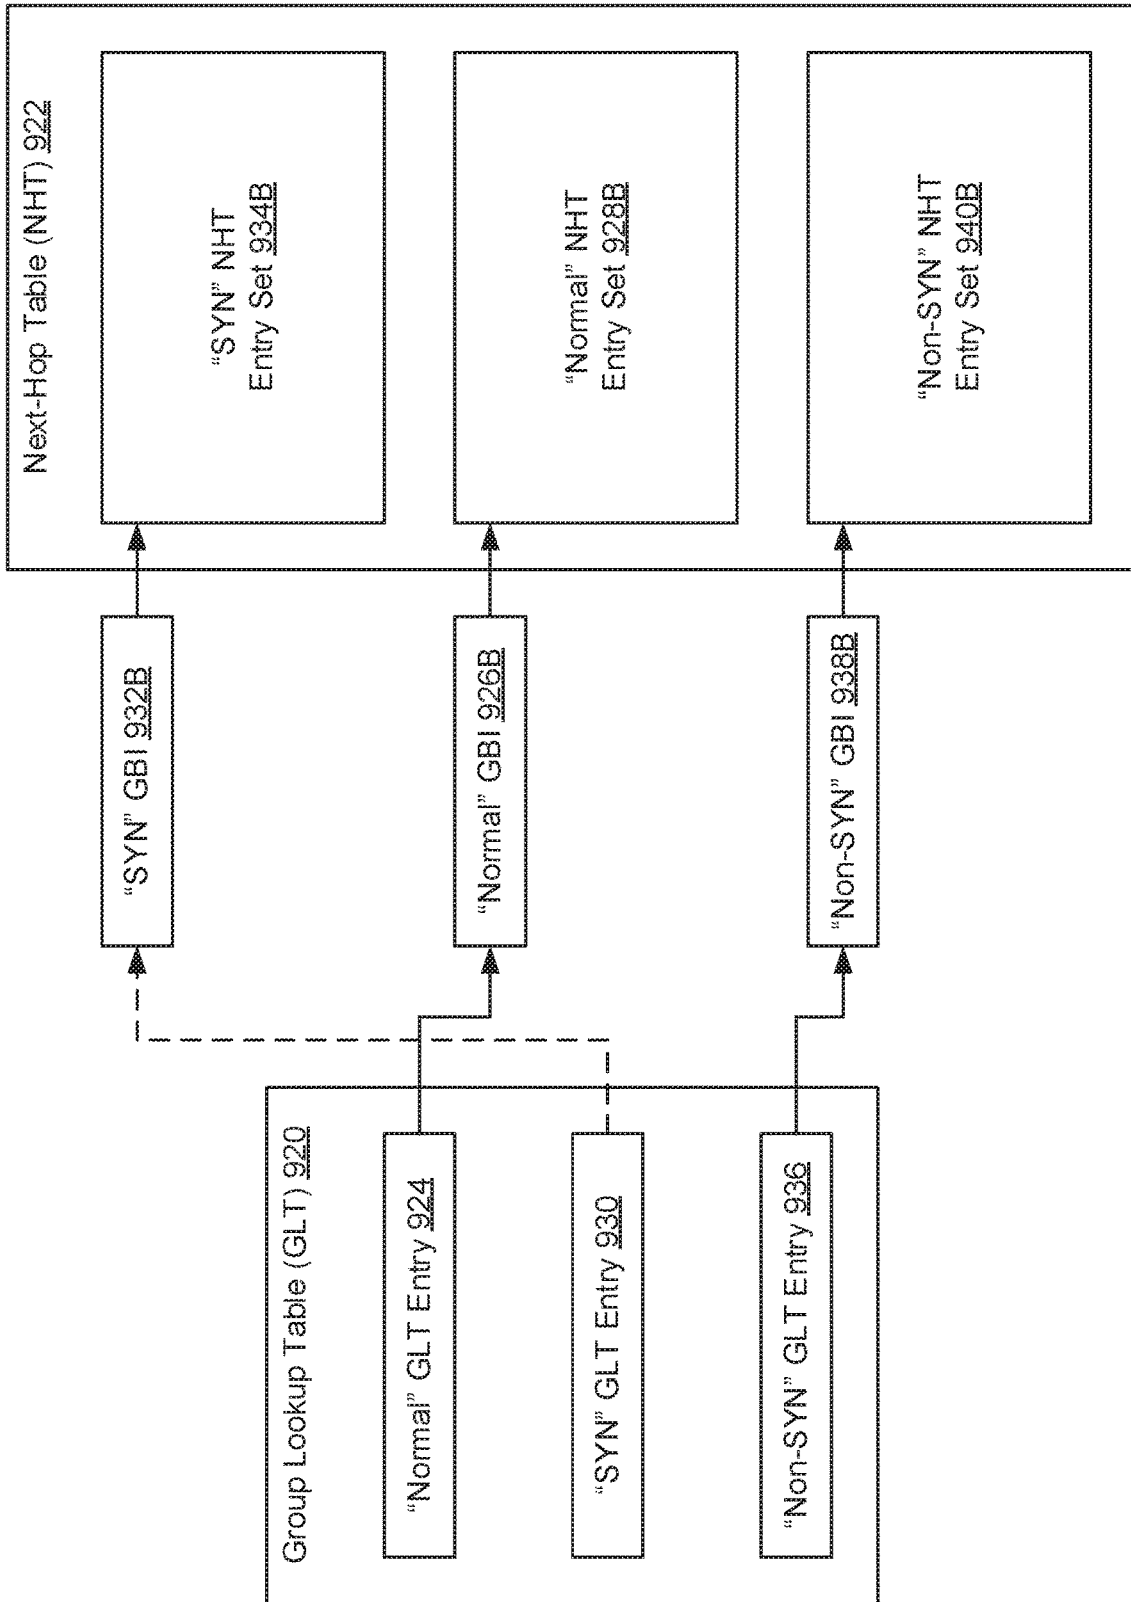 Group Lookup Table (GLT) 920
"Normal" GLT Entry 924
"SYN" GLT Entry 930
"Non-SYN" GLT Entry 936
"SYN" GBI 932B
"Normal" GBI 926B
"Non-SYN" GBI 938B
Next-Hop Table (NHT) 922
"SYN" NHT
Entry Set 934B
"Normal" NHT
Entry Set 928B
"Non-SYN" NHT
Entry Set 940B